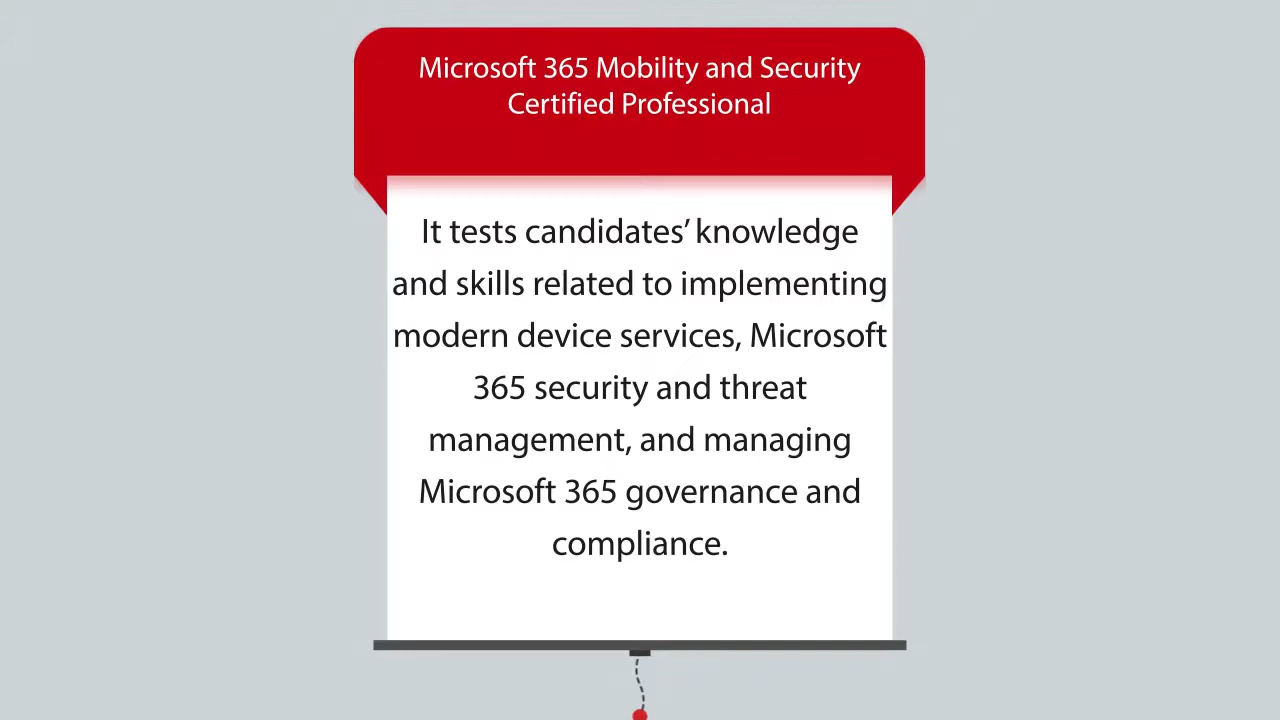 Microsoft 365 Mobility and Security
Certified Professional
It tests candidates’ knowledge
and skills related to implementing
modern device services, Microsoft
365 security and threat
management, and managing
Microsoft 365 governance and
compliance.